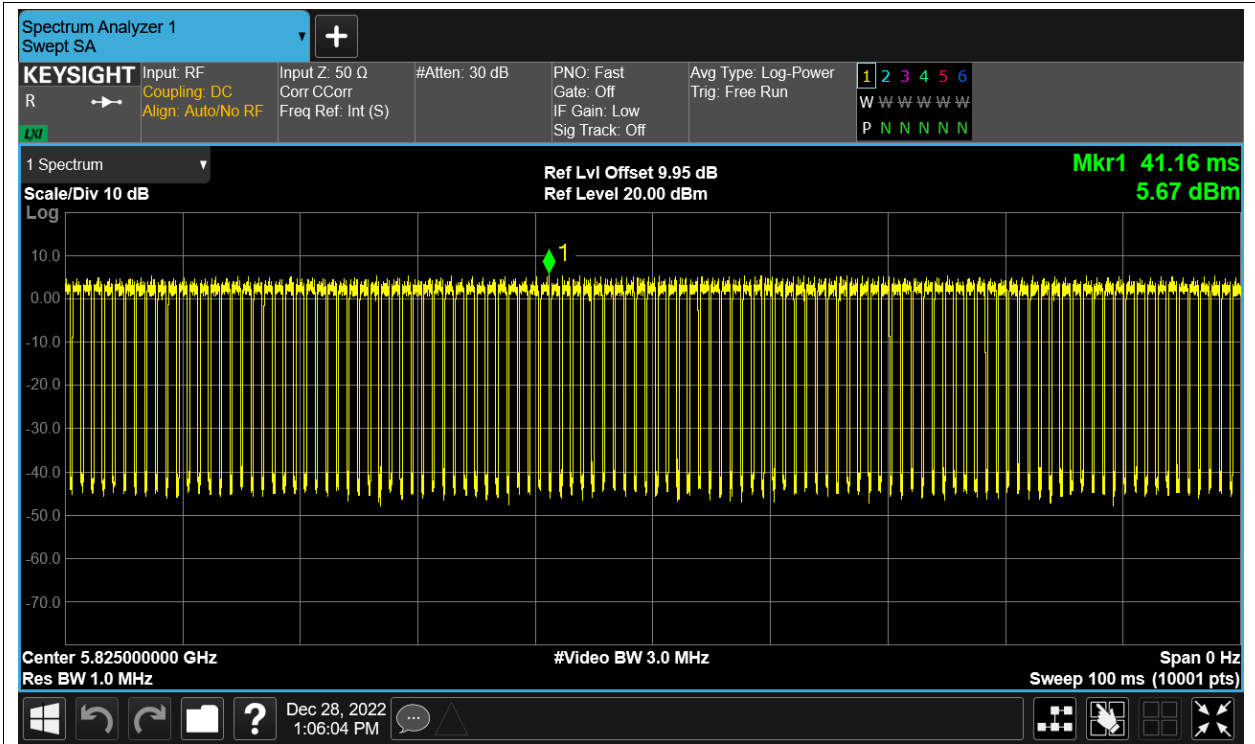 Spectrum Analyzer 1
Swept SA
KEYSIGHT
R
LXI
Input: RF
Coupling: DC
Align: Auto/No RF
Input Z: 50 Ω
Corr CCorr
Freq Ref: Int (S)
#Atten: 30 dB
PNO: Fast
Gate: Off
IF Gain: Low
Sig Track: Off
Avg Type: Log-Power
Trig: Free Run
1 2 3 4 5 6
W W W W W W
P N N N N N
1 Spectrum
Scale/Div 10 dB
Ref Lvl Offset 9.95 dB
Ref Level 20.00 dBm
Mkr1 41.16 ms
5.67 dBm
Log
1
10.0
0.00
-10.0
-20.0
-30.0
-40.0
-50.0
-60.0
-70.0
Center 5.825000000 GHz
#Video BW 3.0 MHz
Span 0 Hz
Res BW 1.0 MHz
Sweep 100 ms (10001 pts)
?
Dec 28, 2022
1:06:04 PM